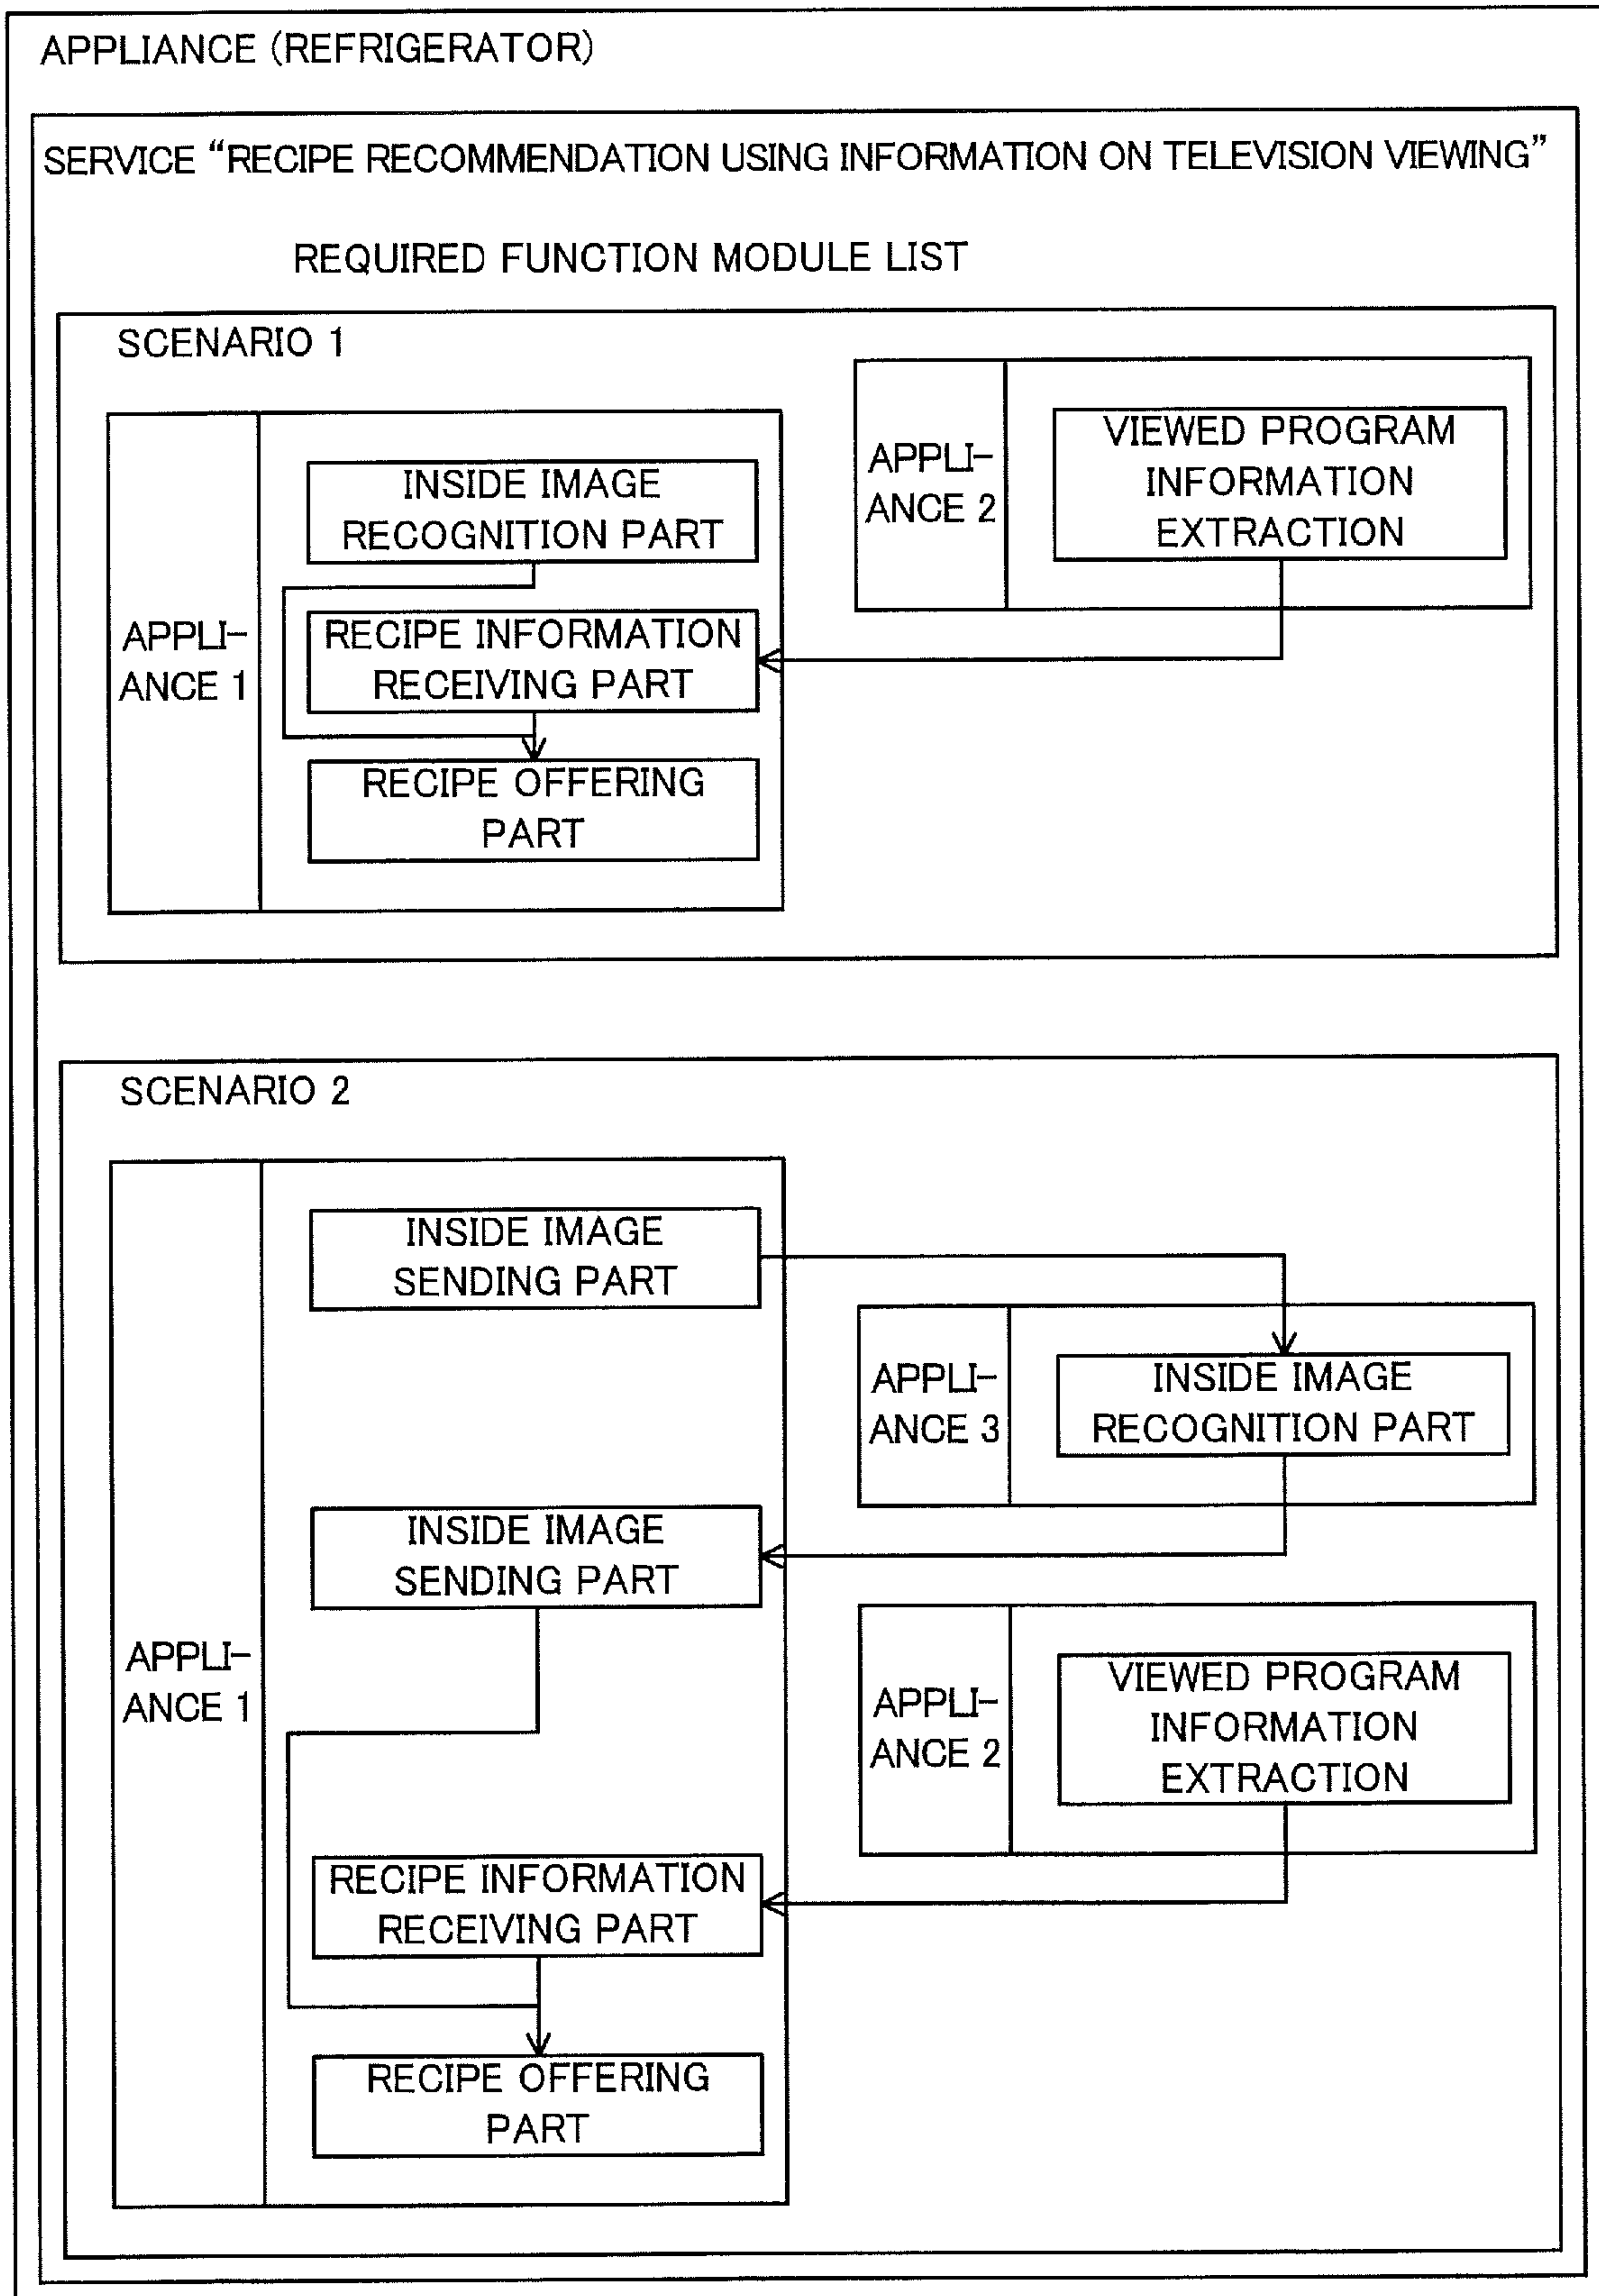 APPLIANCE (REFRIGERATOR)
SERVICE “RECIPE RECOMMENDATION USING INFORMATION ON TELEVISION VIEWING”
REQUIRED FUNCTION MODULE LIST
SCENARIO 1
APPLI-
ANCE 1
INSIDE IMAGE
RECOGNITION PART
RECIPE INFORMATION
RECEIVING PART
RECIPE OFFERING
PART
APPLI-
ANCE 2
VIEWED PROGRAM
INFORMATION
EXTRACTION
SCENARIO 2
APPLI-
ANCE 1
INSIDE IMAGE
SENDING PART
APPLI-
ANCE 3
INSIDE IMAGE
RECOGNITION PART
INSIDE IMAGE
SENDING PART
APPLI-
ANCE 2
VIEWED PROGRAM
INFORMATION
EXTRACTION
RECIPE INFORMATION
RECEIVING PART
RECIPE OFFERING
PART